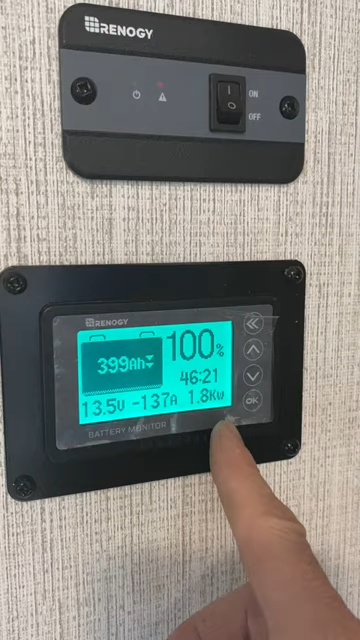 RENOGY
ON
OFF
RENOGY
100%
399Ah
46:21
13.5V -137A 1.8KW
OK
BATTERY MONITOR